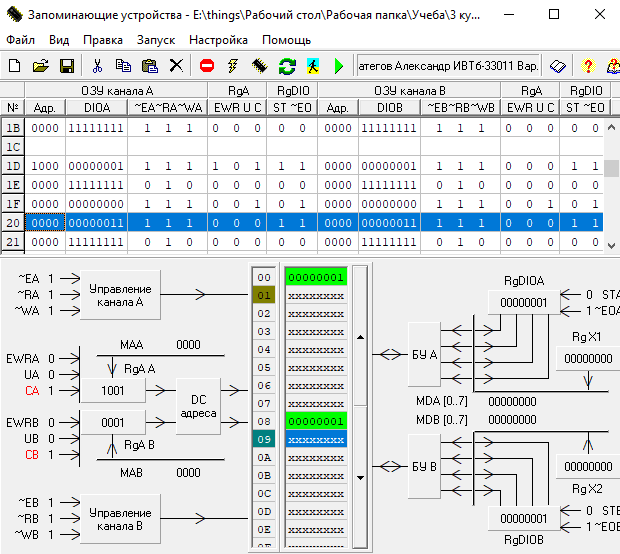 Запоминающие устройства - E:\things\Рабочий стол\Рабочая папка\Учеба\3 ку...
Файл Вид Правка Запуск Настройка Помощь
атегов Александр ИВТб-33011 Вар.
ОЗУ канала A RgA RgDIO ОЗУ канала B RgA RgDIO
№ Адр. DIOA ~EA~RA~WA EWR U C ST ~EO Адр. DIOB ~EB~RB~WB EWR U C ST ~EO
1B 0000 11111111 1 1 1 0 0 0 0000 11111111 1 1 1 0 0 0
1C
1D 1000 00000001 1 1 1 1 0 1 1 1 0000 00000001 1 1 1 0 0 0 1 1
1E 0000 11111111 0 1 0 0 0 0 0000 11111111 0 1 0 0 0 0
1F 0000 00000000 1 1 1 0 0 1 0 1 0000 00000000 1 1 1 0 0 1 0 1
20 0000 00000011 1 1 1 0 0 0 1 1 0000 00000011 1 1 1 0 0 0 1 1
21 0000 11111111 0 1 0 0 0 0 0000 11111111 0 1 0 0 0 0
~EA 1
~RA 1
~WA 1
Управление
канала A
MAA 0000
EWRA 0
UA 0
CA 1
RgA A
1001
DC
адреса
EWRB 0
UB 0
CB 1
0001
RgA B
MAB 0000
~EB 1
~RB 1
~WB 1
Управление
канала B
00 00000001
01 xxxxxxxx
02 xxxxxxxx
03 xxxxxxxx
04 xxxxxxxx
05 xxxxxxxx
06 xxxxxxxx
07 xxxxxxxx
08 00000001
09 xxxxxxxx
0A xxxxxxxx
0B xxxxxxxx
0C xxxxxxxx
0D xxxxxxxx
0E xxxxxxxx
0F xxxxxxxx
RgDIOA
00000001
0 STA
1 ~EOA
БУ A
Rg X1
00000000
MDA [0..7] 00000000
MDB [0..7] 00000000
БУ B
00000000
Rg X2
00000001
0 STB
1 ~EOB
RgDIOB